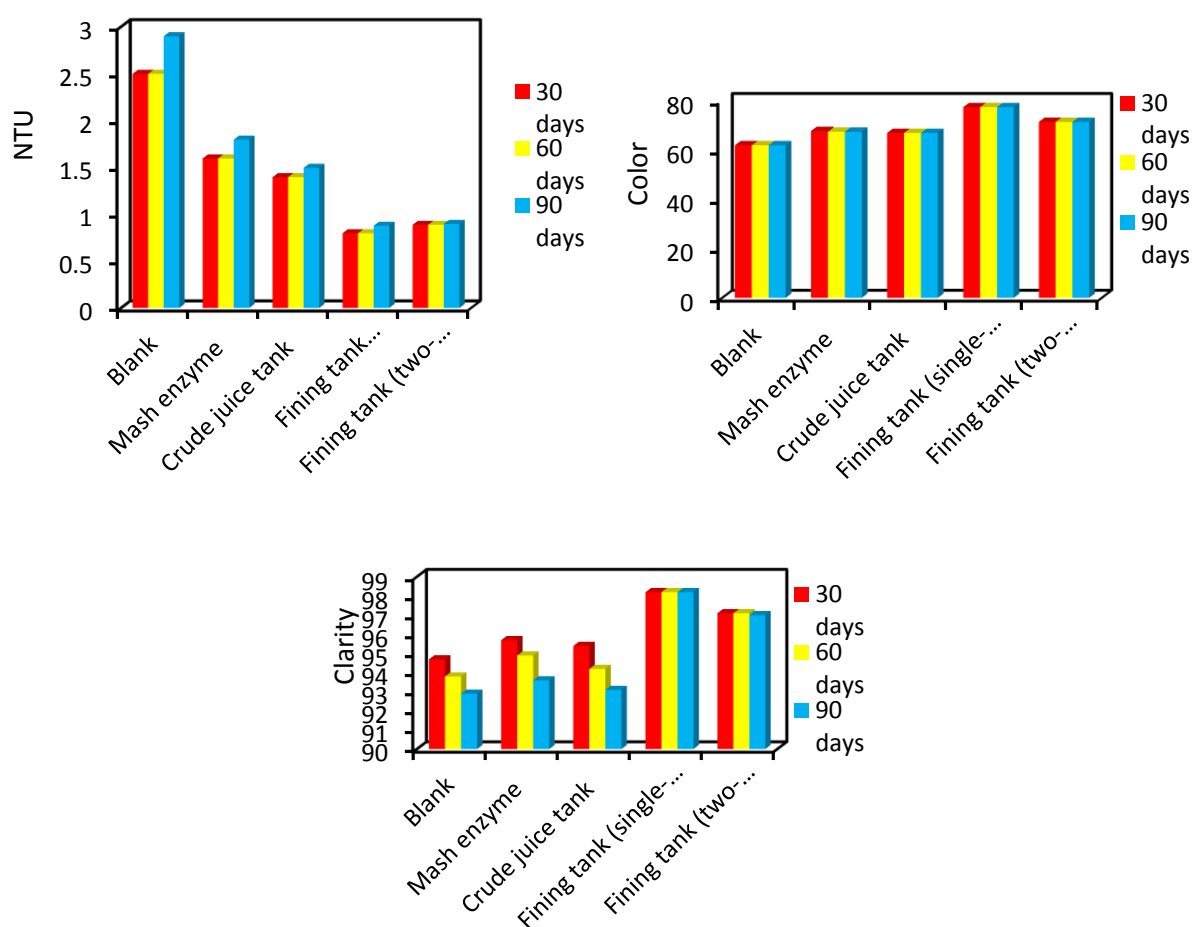 3
2.5
2
1.5
1
0.5
0
NTU
Blank
Mash enzyme
Crude juice tank
Fining tank...
Fining tank (two-...
30
days
60
days
90
days
80
60
40
20
0
Color
Blank
Mash enzyme
Crude juice tank
Fining tank (single-...
Fining tank (two-...
30
days
60
days
90
days
99
98
97
96
95
94
93
92
91
90
Clarity
Blank
Mash enzyme
Crude juice tank
Fining tank (single-...
Fining tank (two-...
30
days
60
days
90
days